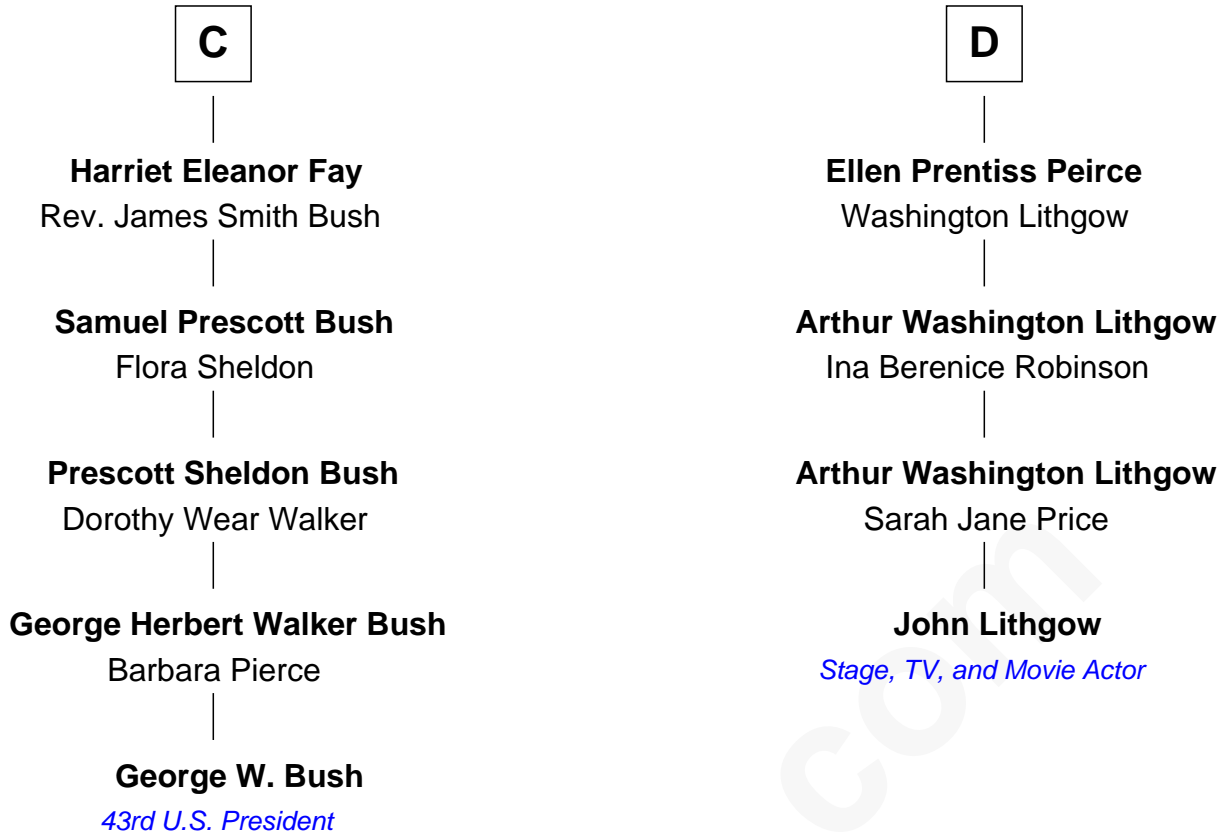 C
Harriet Eleanor Fay
Rev. James Smith Bush
Samuel Prescott Bush
Flora Sheldon
Prescott Sheldon Bush
Dorothy Wear Walker
George Herbert Walker Bush
Barbara Pierce
George W. Bush
43rd U.S. President
D
Ellen Prentiss Peirce
Washington Lithgow
Arthur Washington Lithgow
Ina Berenice Robinson
Arthur Washington Lithgow
Sarah Jane Price
John Lithgow
Stage, TV, and Movie Actor
com